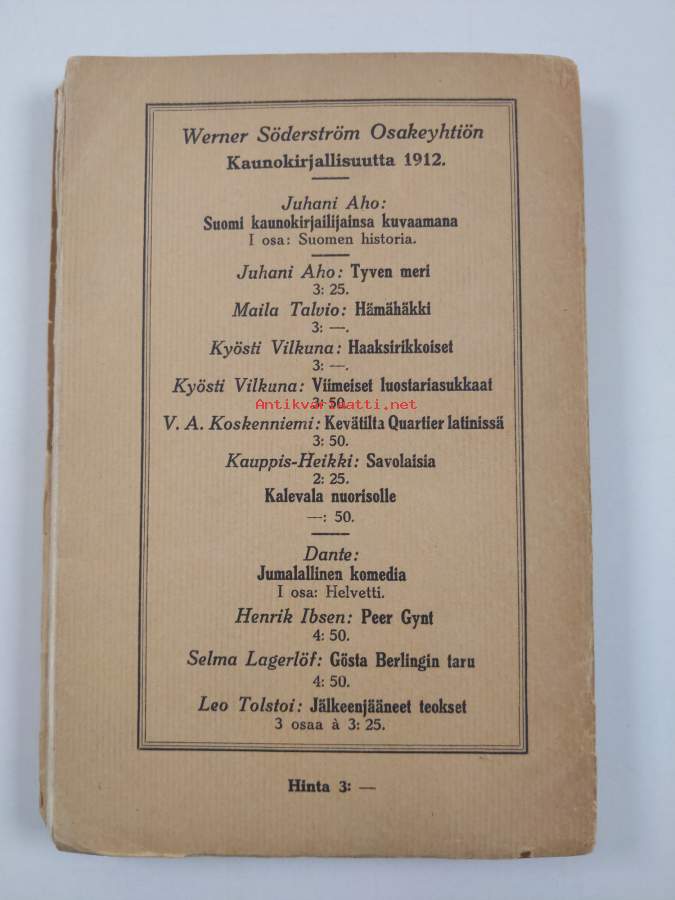 Werner Söderström Osakeyhtiön
Kaunokirjallisuutta 1912.
Juhani Aho:
Suomi kaunokirjailijainsa kuvaamana
I osa: Suomen historia.
Juhani Aho: Tyven meri
3: 25.
Maila Talvio: Hämähäkki
3: —.
Kyösti Vilkuna: Haaksirikkoiset
3: —.
Kyösti Vilkuna: Viimeiset luostariasukkaat
3: 50.
Antikvariaatti.net
V. A. Koskenniemi: Kevätilta Quartier latinissä
3: 50.
Kauppis-Heikki: Savolaisia
2: 25.
Kalevala nuorisolle
—: 50.
Dante:
Jumalallinen komedia
I osa: Helvetti.
Henrik Ibsen: Peer Gynt
4: 50.
Selma Lagerlöf: Gösta Berlingin taru
4: 50.
Leo Tolstoi: Jälkeenjääneet teokset
3 osaa à 3: 25.
Hinta 3: —